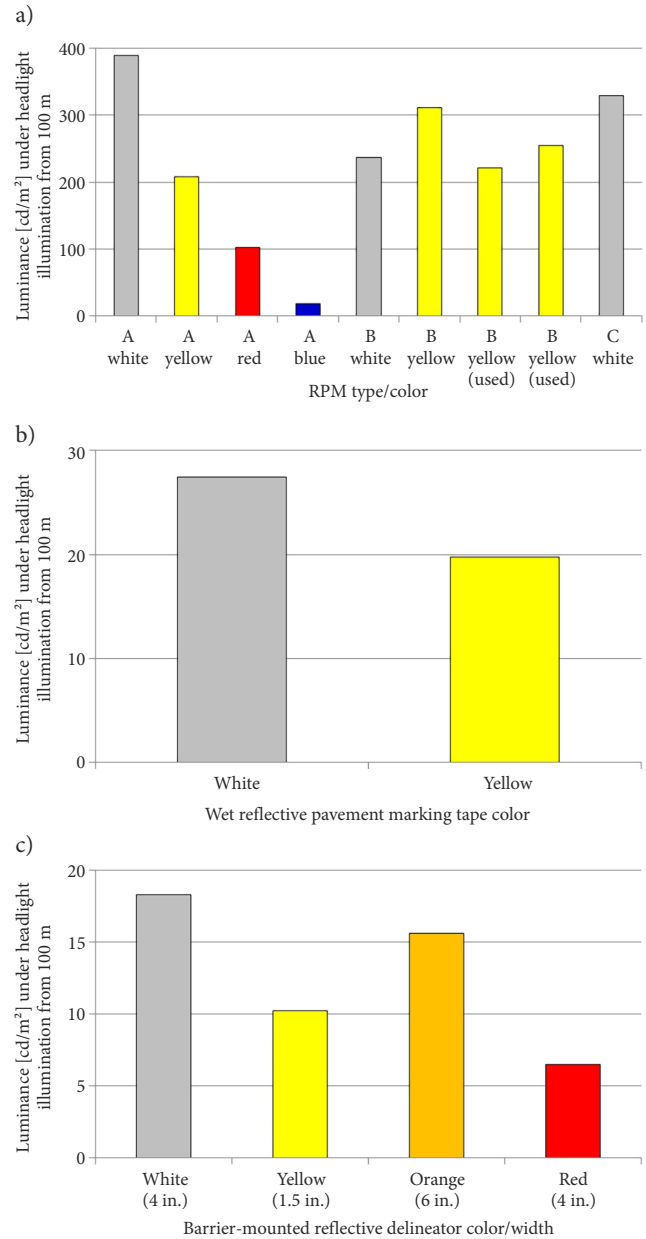 a)
Luminance [cd/m²] under headlight
illumination from 100 m
400
300
200
100
0
A
white
A
yellow
A
red
A
blue
B
white
B
yellow
B
yellow
(used)
B
yellow
(used)
C
white
RPM type/color
b)
Luminance [cd/m²] under headlight
illumination from 100 m
30
20
10
0
White
Yellow
Wet reflective pavement marking tape color
c)
Luminance [cd/m²] under headlight
illumination from 100 m
20
15
10
5
0
White
(4 in.)
Yellow
(1.5 in.)
Orange
(6 in.)
Red
(4 in.)
Barrier-mounted reflective delineator color/width